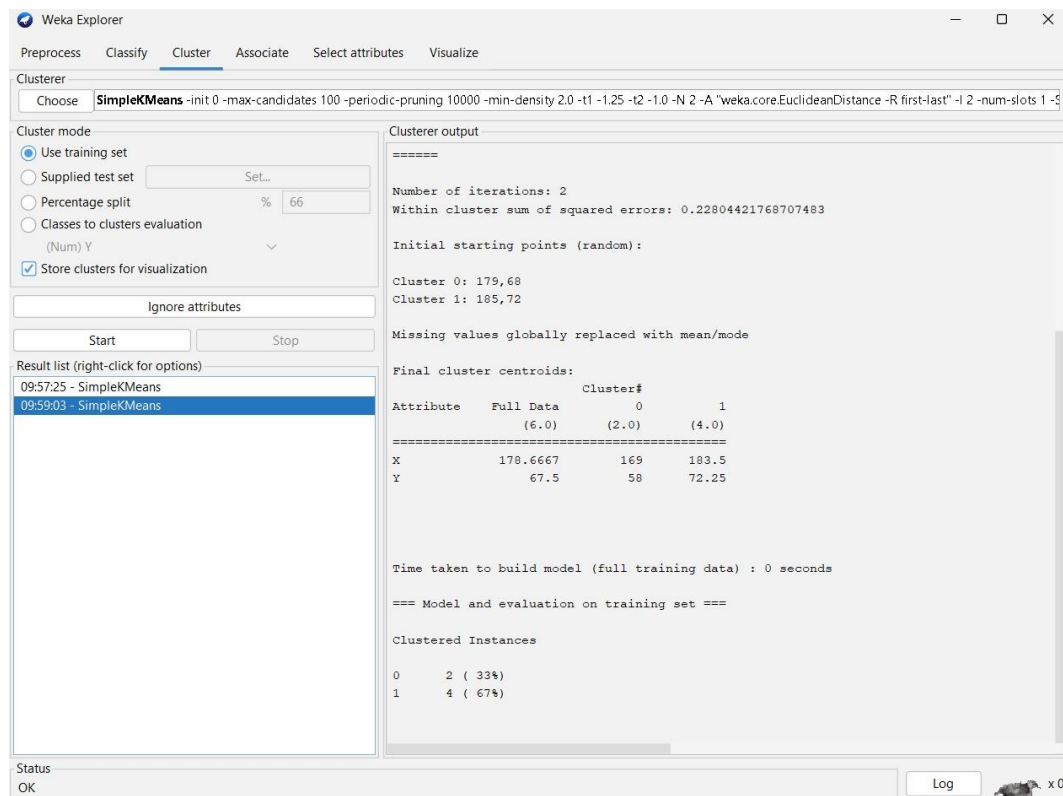 Weka Explorer
Preprocess Classify Cluster Associate Select attributes Visualize
Clusterer
Choose SimpleKMeans -init 0 -max-candidates 100 -periodic-pruning 10000 -min-density 2.0 -t1 -1.25 -t2 -1.0 -N 2 -A "weka.core.EuclideanDistance -R first-last" -I 2 -num-slots 1 -S
Cluster mode
Use training set
Supplied test set Set...
Percentage split % 66
Classes to clusters evaluation
(Num) Y
Store clusters for visualization
Ignore attributes
Start Stop
Result list (right-click for options)
09:57:25 - SimpleKMeans
09:59:03 - SimpleKMeans
Clusterer output
======
Number of iterations: 2
Within cluster sum of squared errors: 0.22804421768707483
Initial starting points (random):
Cluster 0: 179,68
Cluster 1: 185,72
Missing values globally replaced with mean/mode
Final cluster centroids:
Cluster#
Attribute Full Data 0 1
(6.0) (2.0) (4.0)
==============================================
X 178.6667 169 183.5
Y 67.5 58 72.25
Time taken to build model (full training data) : 0 seconds
=== Model and evaluation on training set ===
Clustered Instances
0 2 ( 33%)
1 4 ( 67%)
Status
OK
Log x 0